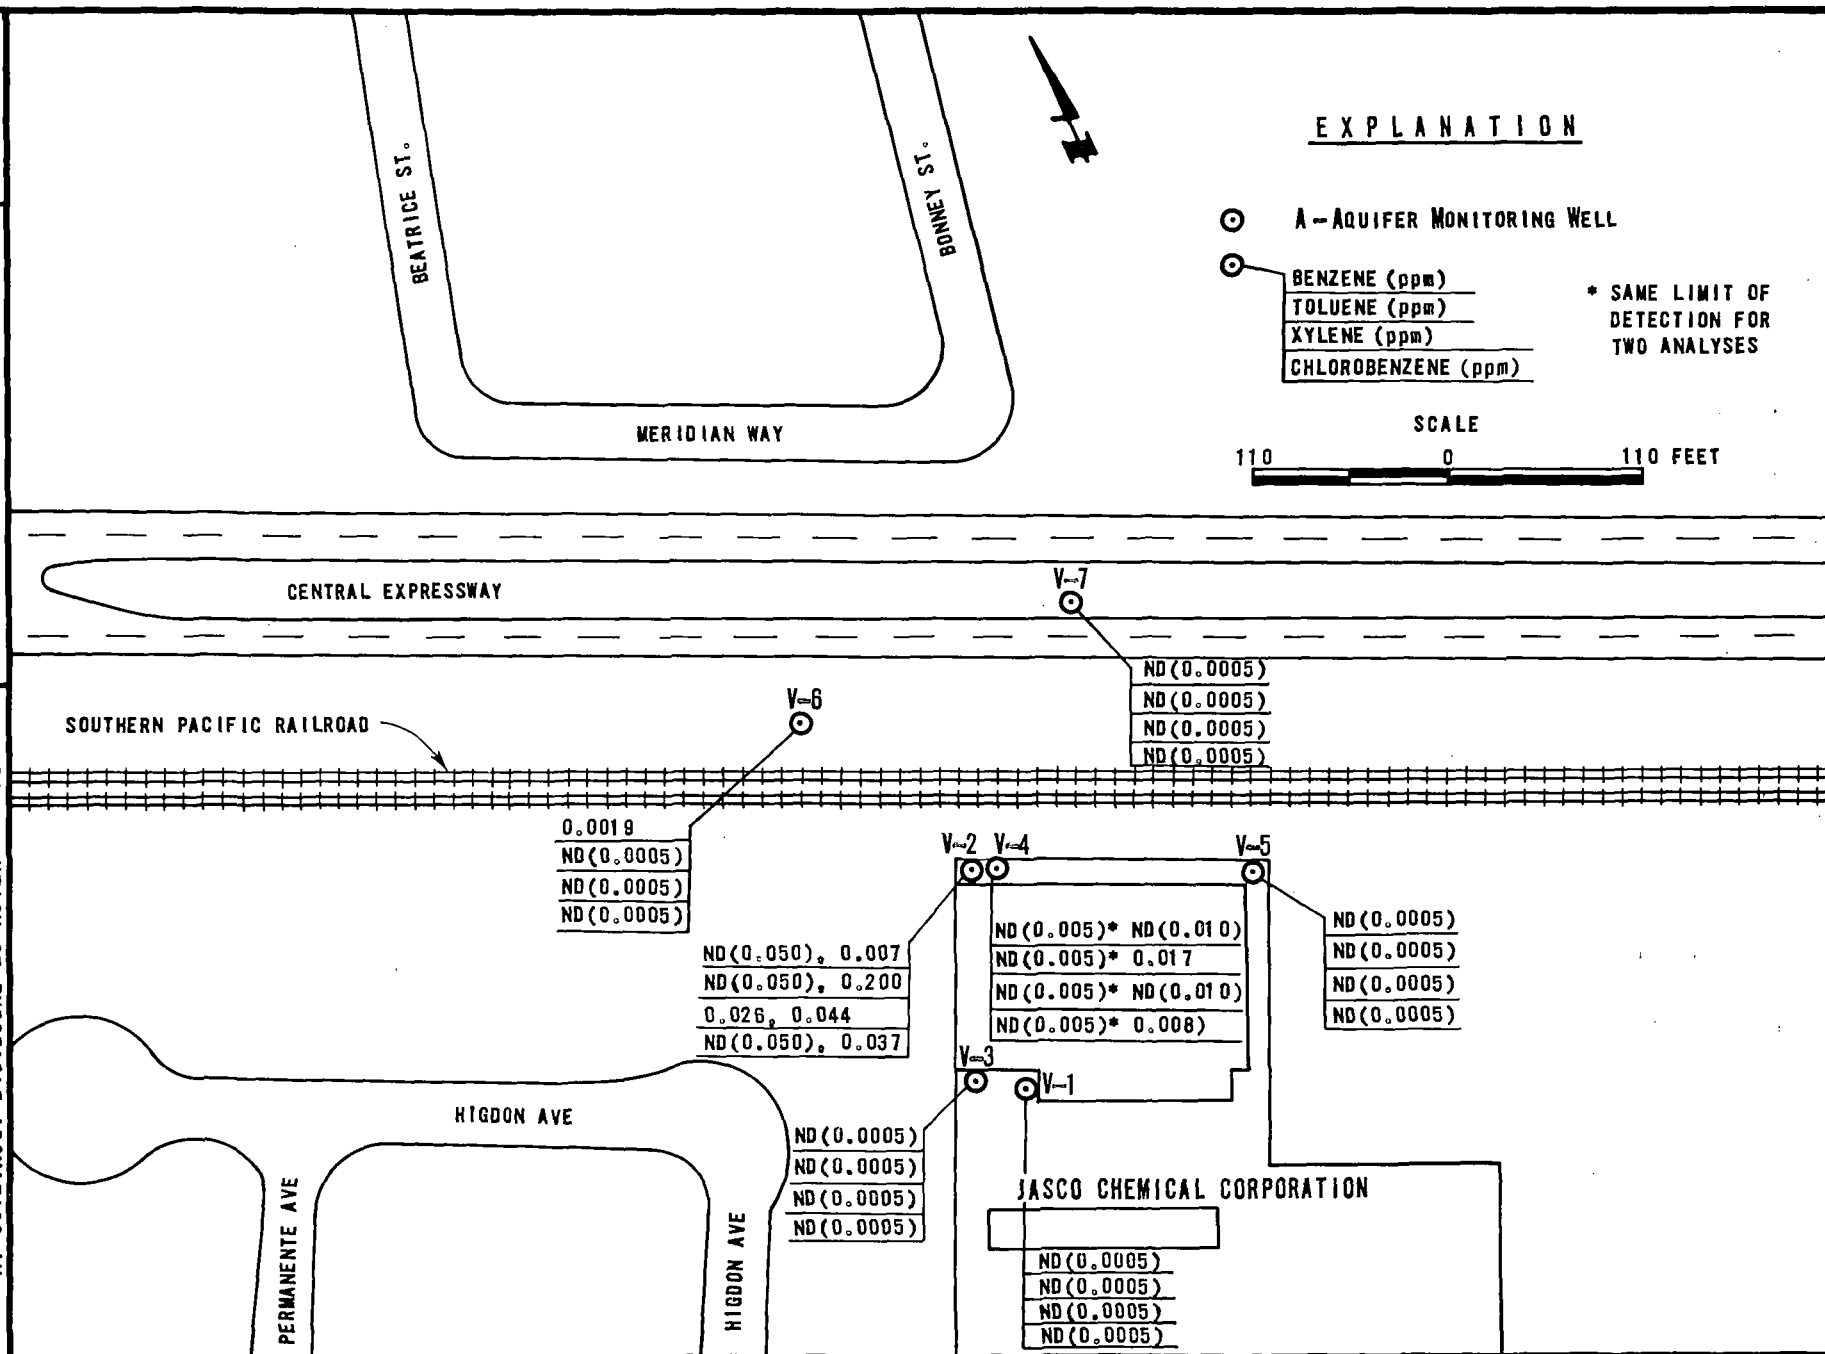 EXPLANATION
A-AQUIFER MONITORING WELL
BENZENE (ppm)
TOLUENE (ppm)
XYLENE (ppm)
CHLOROBENZENE (ppm)
* SAME LIMIT OF
DETECTION FOR
TWO ANALYSES
SCALE
110 0 110 FEET
BEATRICE ST.
BONNEY ST.
MERIDIAN WAY
CENTRAL EXPRESSWAY
V-7
ND(0.0005)
ND(0.0005)
ND(0.0005)
ND(0.0005)
V-6
SOUTHERN PACIFIC RAILROAD
0.0019
ND(0.0005)
ND(0.0005)
ND(0.0005)
V-2
V-4
V-5
ND(0.050), 0.007
ND(0.050), 0.200
0.026, 0.044
ND(0.050), 0.037
ND(0.005)* ND(0.010)
ND(0.005)* 0.017
ND(0.005)* ND(0.010)
ND(0.005)* 0.008)
ND(0.0005)
ND(0.0005)
ND(0.0005)
ND(0.0005)
V-3
V-1
ND(0.0005)
ND(0.0005)
ND(0.0005)
ND(0.0005)
HIGDON AVE
PERMANENTE AVE
HIGDON AVE
JASCO CHEMICAL CORPORATION
ND(0.0005)
ND(0.0005)
ND(0.0005)
ND(0.0005)